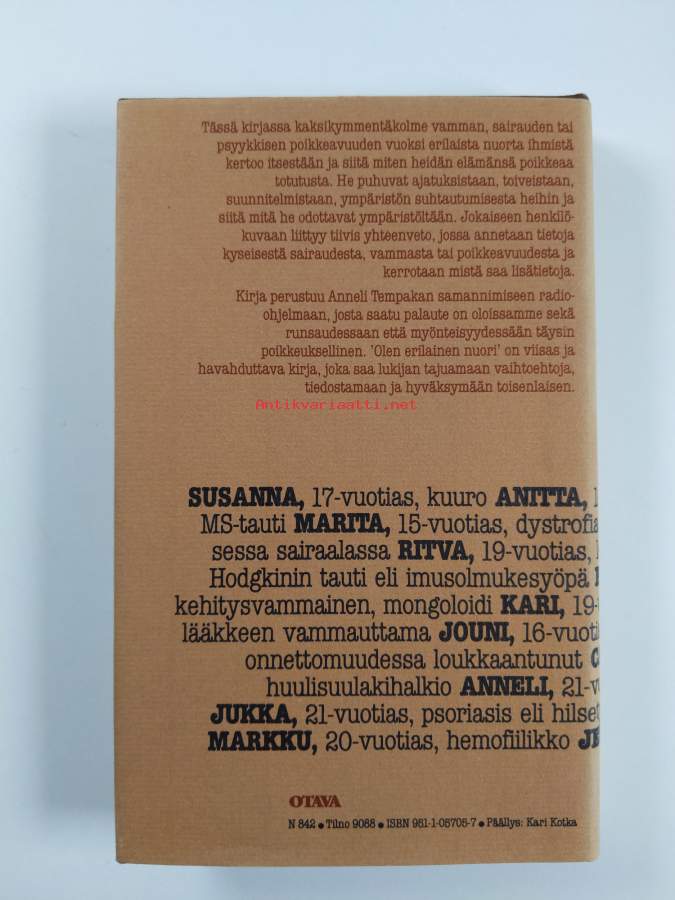 Tässä kirjassa kaksikymmentäkolme vamman, sairauden tai
psyykkisen poikkeavuuden vuoksi erilaista nuorta ihmistä
kertoo itsestään ja siitä miten heidän elämänsä poikkeaa
totutusta. He puhuvat ajatuksistaan, toiveistaan,
suunnitelmistaan, ympäristön suhtautumisesta heihin ja
siitä mitä he odottavat ympäristöltään. Jokaiseen henkilö-
kuvaan liittyy tiivis yhteenveto, jossa annetaan tietoja
kyseisestä sairaudesta, vammasta tai poikkeavuudesta ja
kerrotaan mistä saa lisätietoja.
Kirja perustuu Anneli Tempakan samannimiseen radio-
ohjelmaan, josta saatu palaute on oloissamme sekä
runsaudessaan että myönteisyydessään täysin
poikkeuksellinen. 'Olen erilainen nuori' on viisas ja
havahduttava kirja, joka saa lukijan tajuamaan vaihtoehtoja,
tiedostamaan ja hyväksymään toisenlaisen.
Antikvariaatti.net
SUSANNA, 17-vuotias, kuuro ANITTA, 1
MS-tauti MARITA, 15-vuotias, dystrofia
sessa sairaalassa RITVA, 19-vuotias,
Hodgkinin tauti eli imusolmukesyöpä
kehitysvammainen, mongoloidi KARI, 19-
lääkkeen vammauttama JOUNI, 16-vuoti
onnettomuudessa loukkaantunut
huulisuulakihalkio ANNELI, 21-v
JUKKA, 21-vuotias, psoriasis eli hilset
MARKKU, 20-vuotias, hemofiilikko
OTAVA
N 842 • Tilno 9088 • ISBN 951-1-05705-7 • Päällys: Kari Kotka